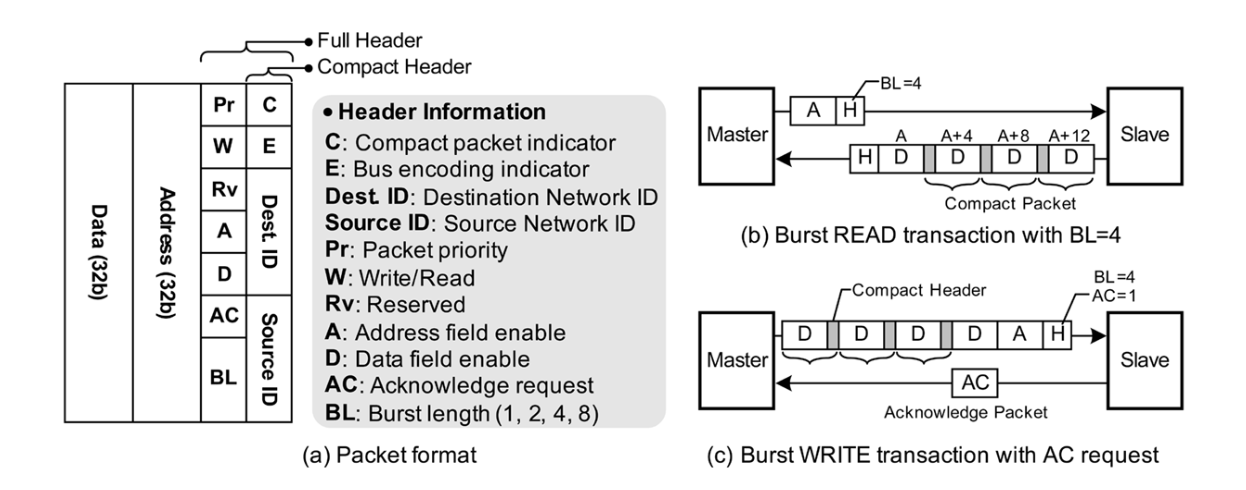 Full Header
Compact Header
Data (32b)
Address (32b)
Pr
C
W
E
Rv
A
D
Dest. ID
AC
BL
Source ID
• Header Information
C: Compact packet indicator
E: Bus encoding indicator
Dest. ID: Destination Network ID
Source ID: Source Network ID
Pr: Packet priority
W: Write/Read
Rv: Reserved
A: Address field enable
D: Data field enable
AC: Acknowledge request
BL: Burst length (1, 2, 4, 8)
(a) Packet format
BL=4
Master
A H
Slave
A A+4 A+8 A+12
H D D D D
Compact Packet
(b) Burst READ transaction with BL=4
BL=4
AC=1
Compact Header
D D D D A H
Master
Slave
AC
Acknowledge Packet
(c) Burst WRITE transaction with AC request